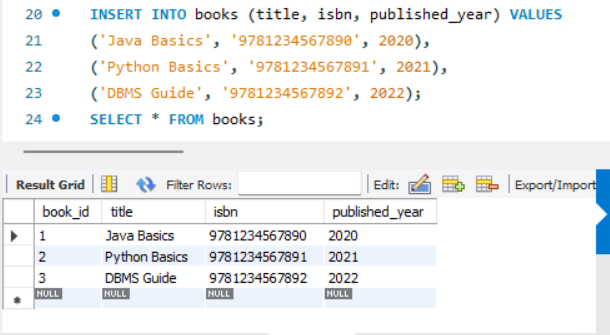 20 INSERT INTO books (title, isbn, published_year) VALUES
21 ('Java Basics', '9781234567890', 2020),
22 ('Python Basics', '9781234567891', 2021),
23 ('DBMS Guide', '9781234567892', 2022);
24 SELECT * FROM books;
Result Grid Filter Rows: Edit: Export/Import
book_id title isbn published_year
1 Java Basics 9781234567890 2020
2 Python Basics 9781234567891 2021
3 DBMS Guide 9781234567892 2022
NULL NULL NULL NULL